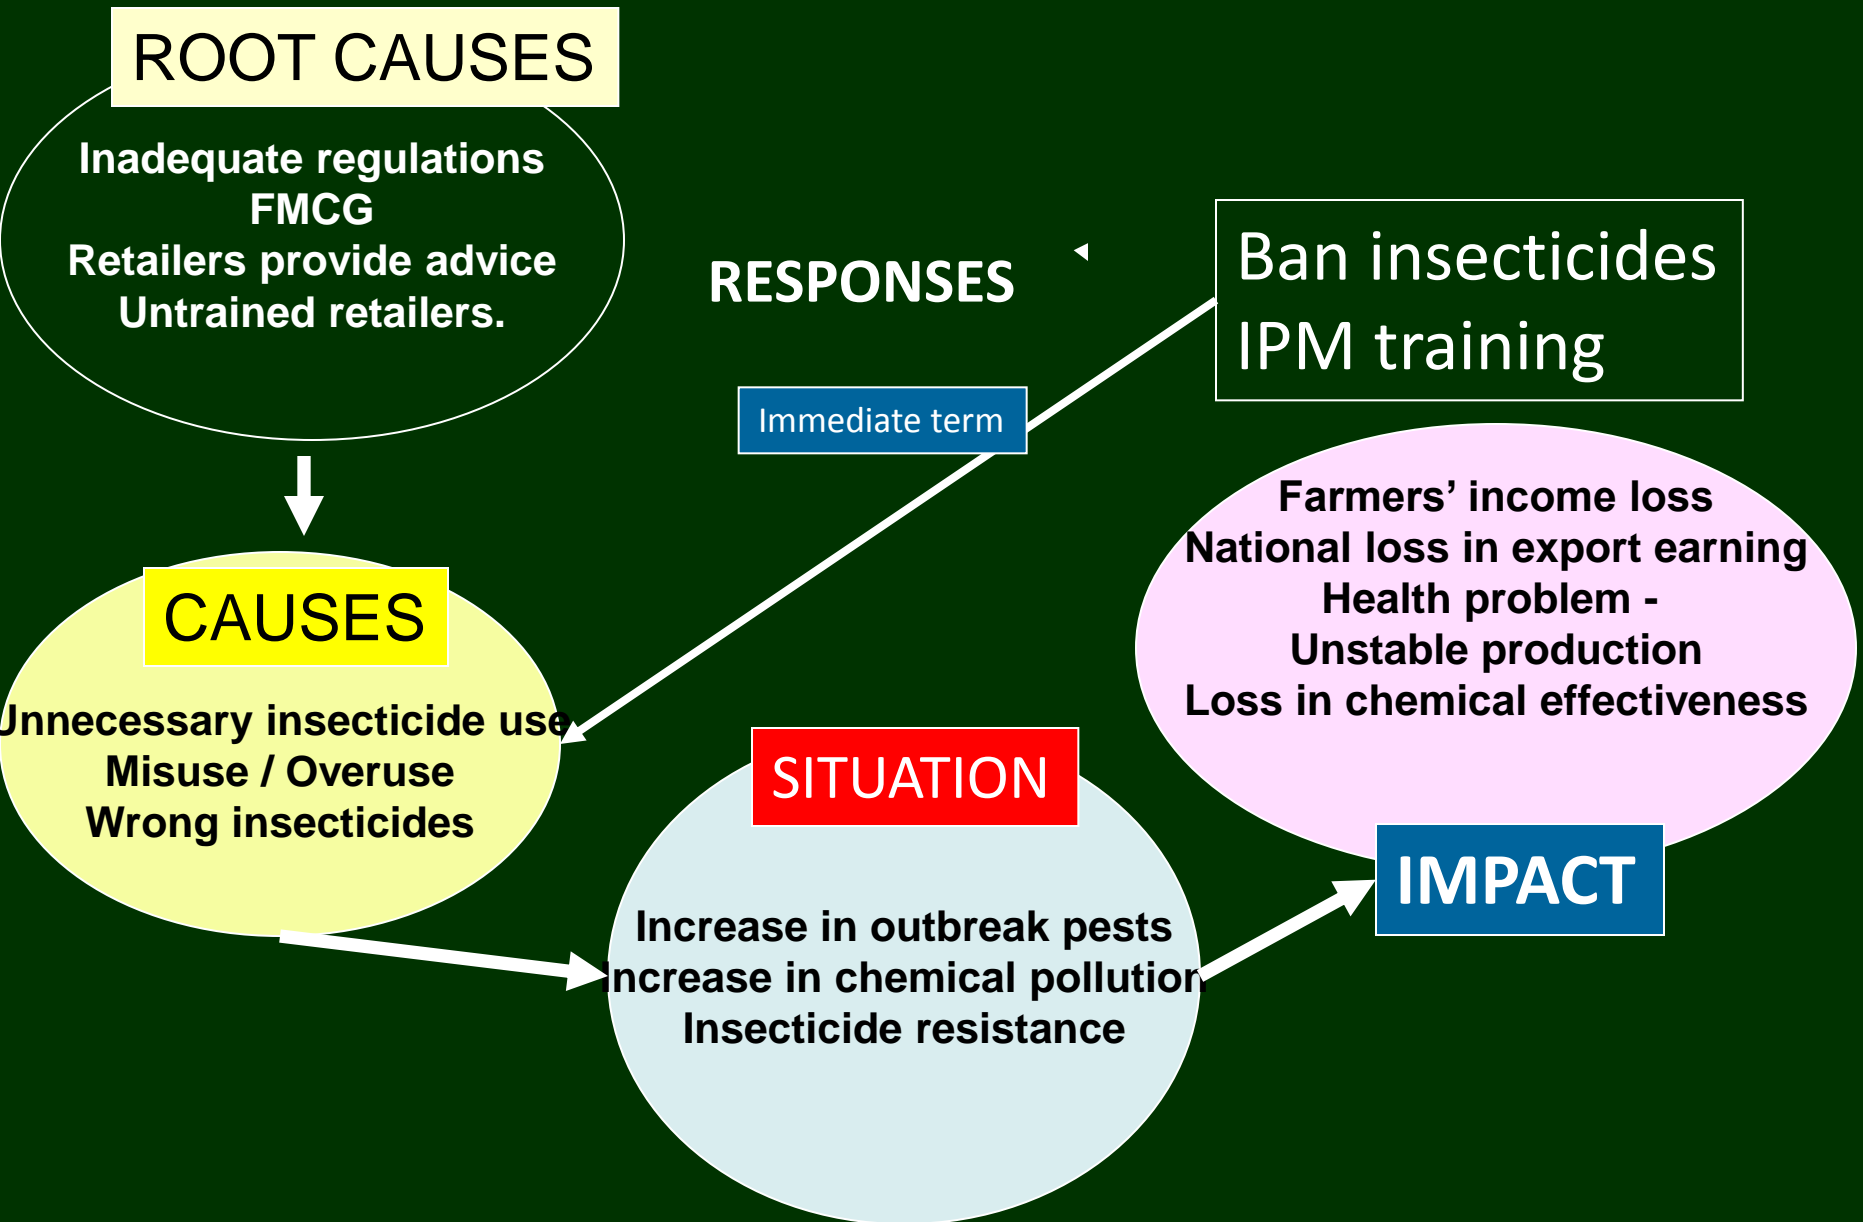 ROOT CAUSES
Inadequate regulations
FMCG
Retailers provide advice
Untrained retailers.
RESPONSES
Ban insecticides
IPM training
Immediate term
Farmers’ income loss
National loss in export earning
Health problem -
Unstable production
Loss in chemical effectiveness
IMPACT
CAUSES
Unnecessary insecticide use
Misuse / Overuse
Wrong insecticides
SITUATION
Increase in outbreak pests
Increase in chemical pollution
Insecticide resistance